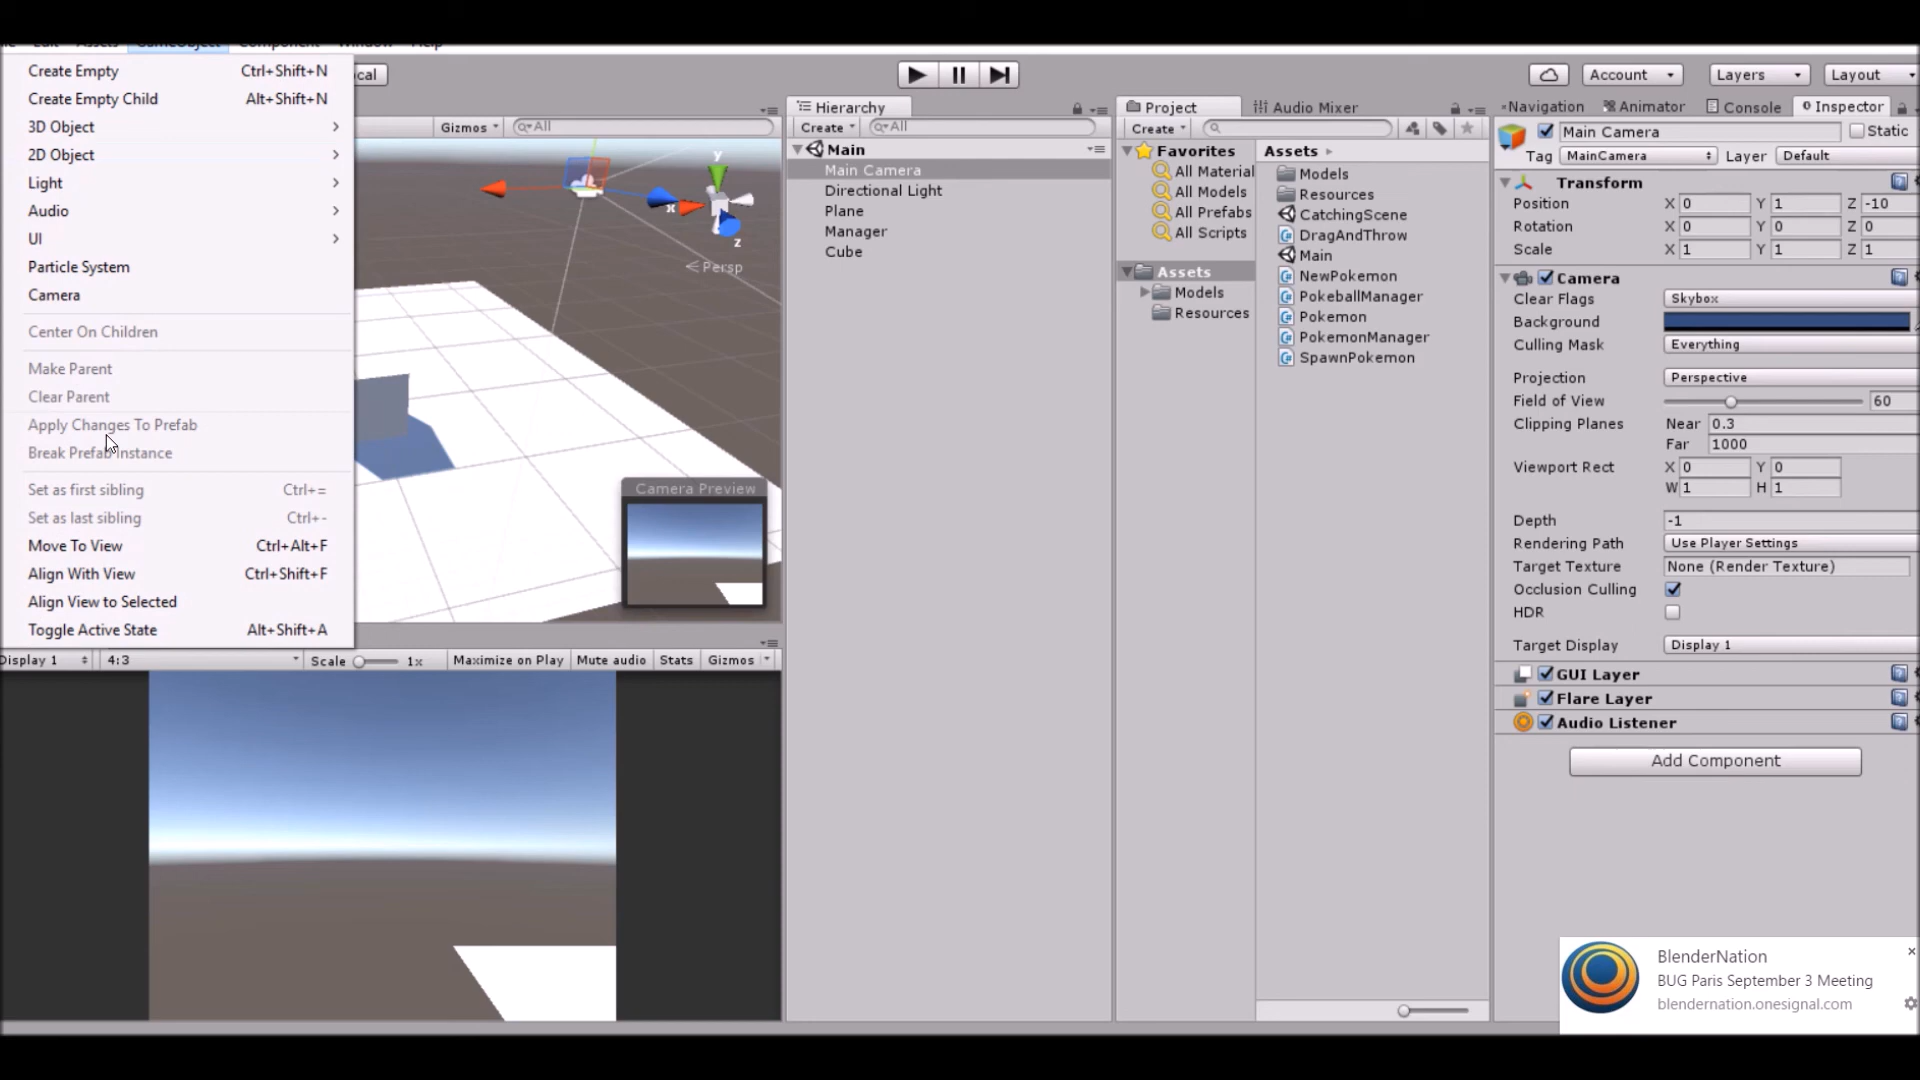 Edit Assets GameObject Component Window Help
Create Empty Ctrl+Shift+N
Create Empty Child Alt+Shift+N
3D Object
2D Object
Light
Audio
UI
Particle System
Camera
Center On Children
Make Parent
Clear Parent
Apply Changes To Prefab
Break Prefab Instance
Set as first sibling Ctrl+=
Set as last sibling Ctrl+-
Move To View Ctrl+Alt+F
Align With View Ctrl+Shift+F
Align View to Selected
Toggle Active State Alt+Shift+A
Account
Layers
Layout
Gizmos
All
y
x
z
Persp
Camera Preview
Display 1 4:3 Scale 1x Maximize on Play Mute audio Stats Gizmos
Hierarchy
Create All
Main
Main Camera
Directional Light
Plane
Manager
Cube
Project Audio Mixer
Create
Favorites
All Material
All Models
All Prefabs
All Scripts
Assets
Models
Resources
Assets
Models
Resources
CatchingScene
DragAndThrow
Main
NewPokemon
PokeballManager
Pokemon
PokemonManager
SpawnPokemon
Navigation Animator Console Inspector
Main Camera Static
Tag MainCamera Layer Default
Transform
Position X 0 Y 1 Z -10
Rotation X 0 Y 0 Z 0
Scale X 1 Y 1 Z 1
Camera
Clear Flags Skybox
Background
Culling Mask Everything
Projection Perspective
Field of View 60
Clipping Planes Near 0.3
Far 1000
Viewport Rect X 0 Y 0
W 1 H 1
Depth -1
Rendering Path Use Player Settings
Target Texture None (Render Texture)
Occlusion Culling
HDR
Target Display Display 1
GUI Layer
Flare Layer
Audio Listener
Add Component
BlenderNation
BUG Paris September 3 Meeting
blendernation.onesignal.com